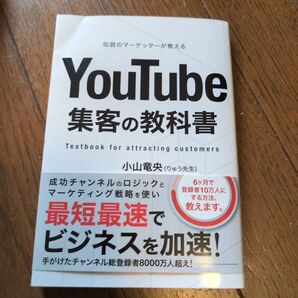 伝説のマーケッターが教える
YouTube
集客の教科書
Textbook for attracting customers
小山竜央(りゅう先生)
成功チャンネルのロジックと
マーケティング戦略を使い
6ヶ月で
登録者10万人に
する方法、
教えます。
最短最速で
ビジネスを加速!
手がけたチャンネル総登録者8000万人超え!